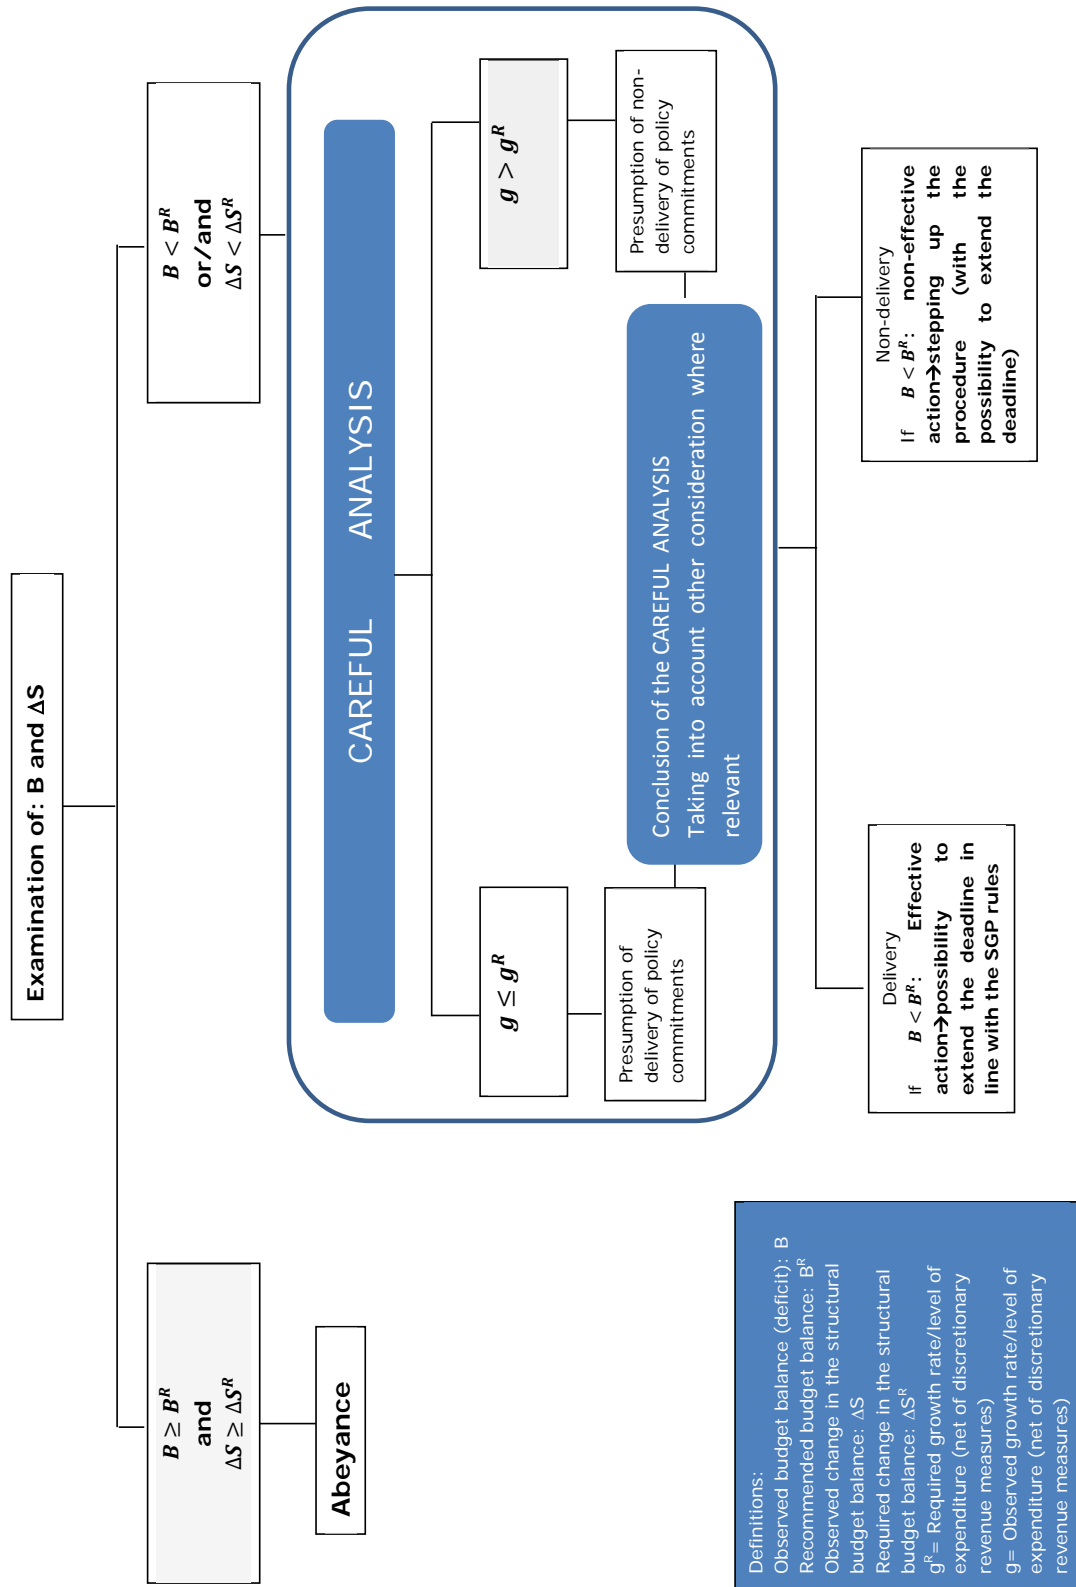 Examination of: B and ΔS
B ≥ B^R
and
ΔS ≥ ΔS^R
Abeyance
B < B^R
or/and
ΔS < ΔS^R
CAREFUL ANALYSIS
g ≤ g^R
Presumption of
delivery of policy
commitments
g > g^R
Presumption of non-
delivery of policy
commitments
Conclusion of the CAREFUL ANALYSIS
Taking into account other consideration where
relevant
Delivery
If B < B^R: Effective
action→possibility to
extend the deadline in
line with the SGP rules
Non-delivery
If B < B^R: non-effective
action→stepping up the
procedure (with the
possibility to extend the
deadline)
Definitions:
Observed budget balance (deficit): B
Recommended budget balance: B^R
Observed change in the structural
budget balance: ΔS
Required change in the structural
budget balance: ΔS^R
g^R= Required growth rate/level of
expenditure (net of discretionary
revenue measures)
g= Observed growth rate/level of
expenditure (net of discretionary
revenue measures)